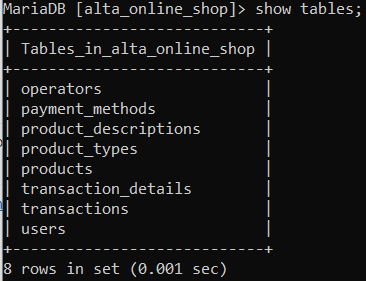 MariaDB [alta_online_shop]> show tables;
+---------------------------+
| Tables_in_alta_online_shop |
+---------------------------+
| operators |
| payment_methods |
| product_descriptions |
| product_types |
| products |
| transaction_details |
| transactions |
| users |
+---------------------------+
8 rows in set (0.001 sec)